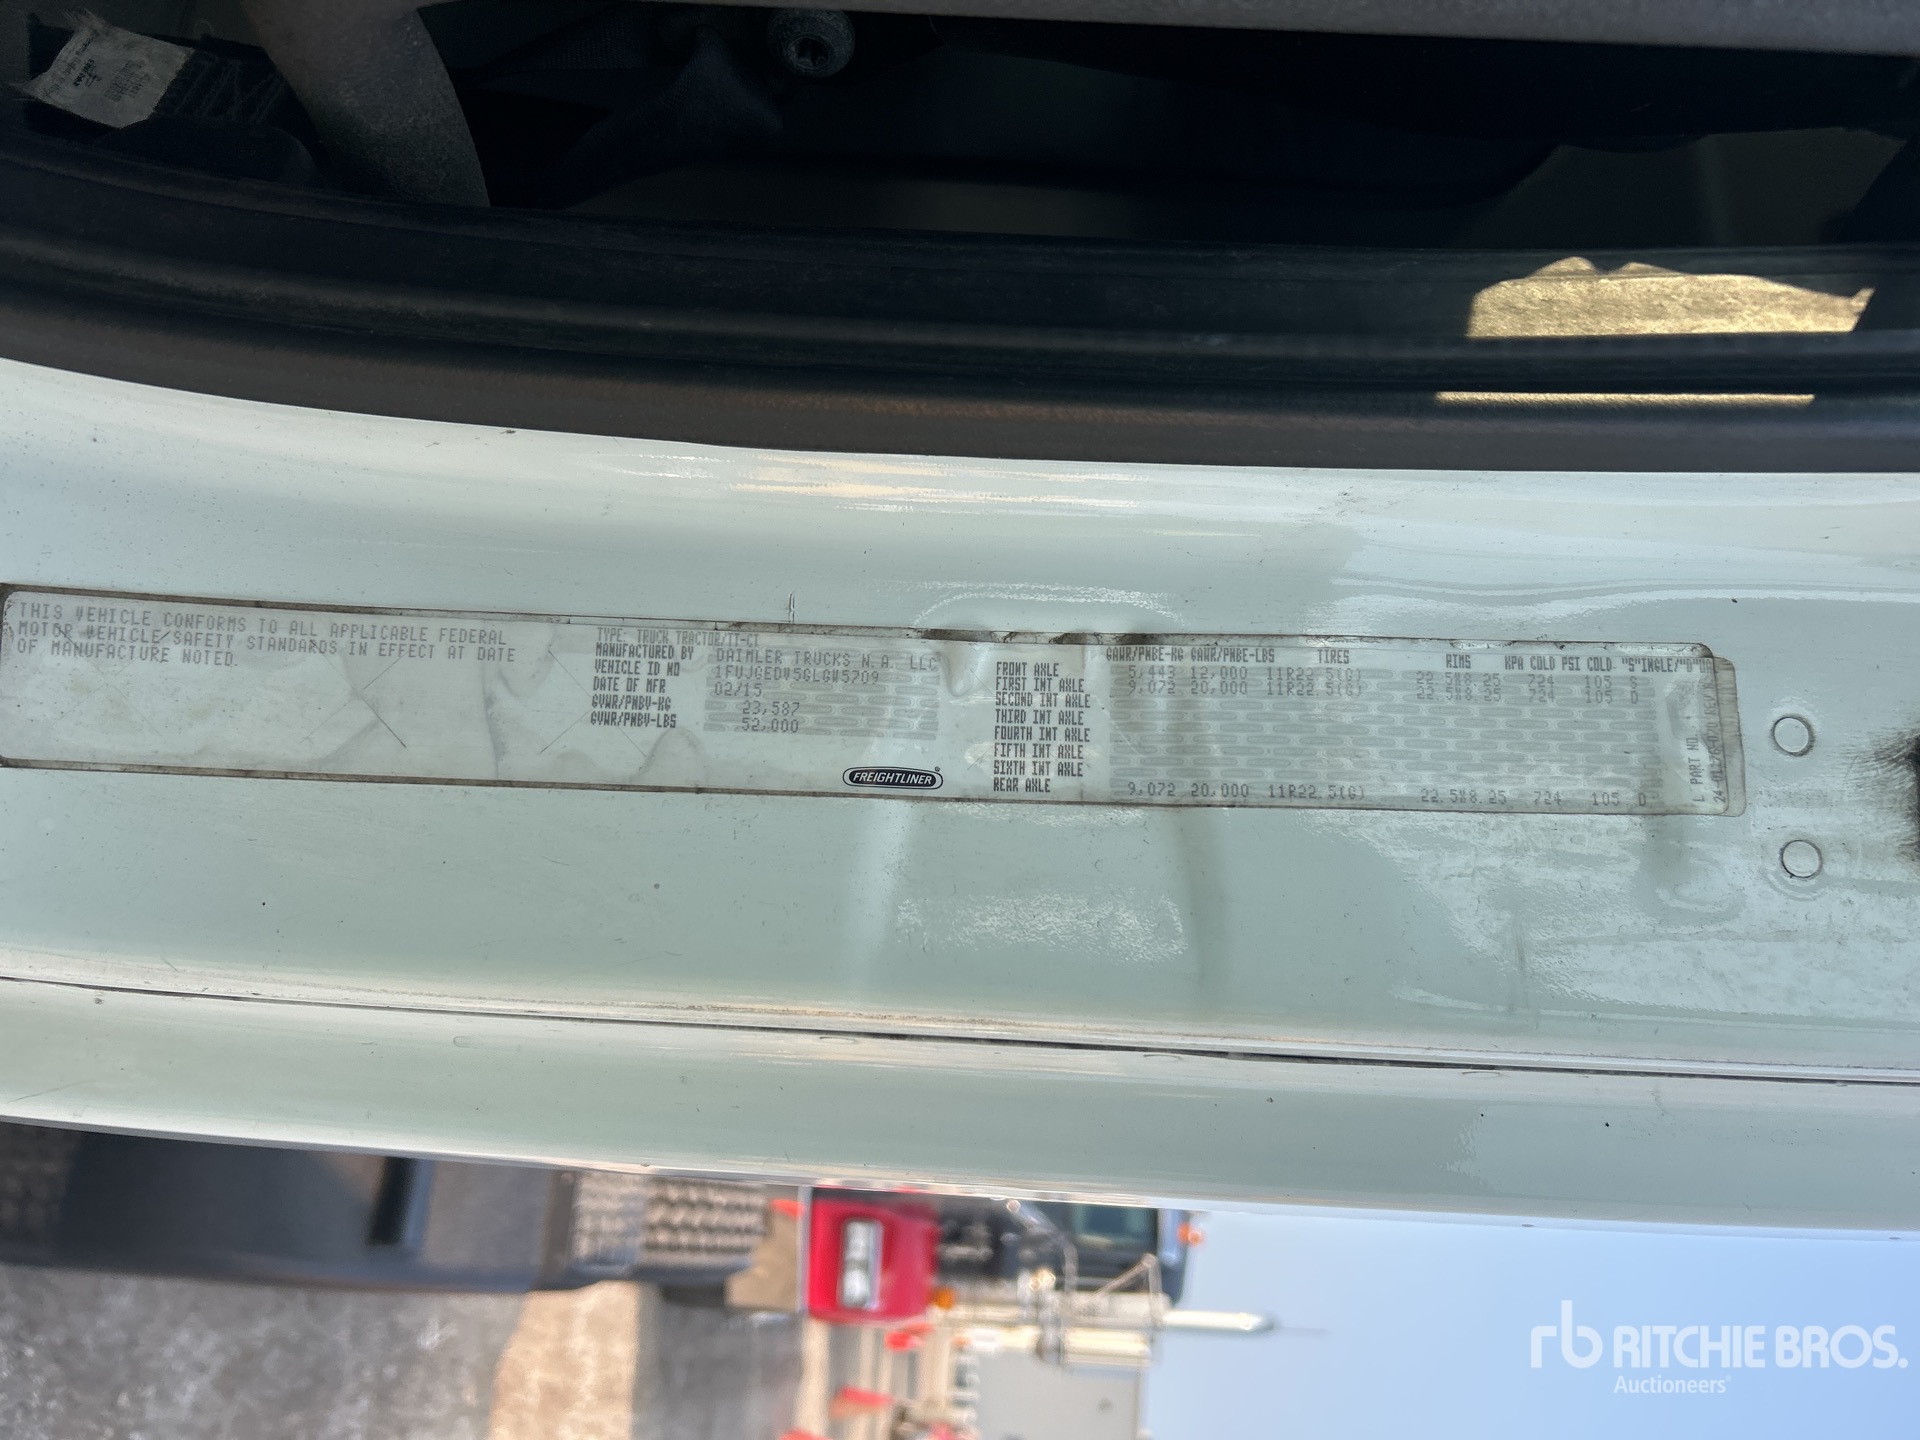 THIS VEHICLE CONFORMS TO ALL APPLICABLE FEDERAL
MOTOR VEHICLE/SAFETY STANDARDS IN EFFECT AT DATE
OF MANUFACTURE NOTED.
TYPE: TRUCK TRACTOR/TT-CT
MANUFACTURED BY DAIMLER TRUCKS N.A. LLC
VEHICLE ID NO 1FUJGEDV5GLGW5709
DATE OF MFR 02/15
GVWR/PNBV-KG 23,587
GVWR/PNBV-LBS 52,000
FREIGHTLINER
GAWR/PNBE-KG GAWR/PNBE-LBS TIRES RIMS KPA COLD PSI COLD "S"INGLE/"D"
FRONT AXLE 5,443 12,000 11R22.5(G) 22.5X8.25 724 105 S
FIRST INT AXLE 9,072 20,000 11R22.5(G) 22.5X8.25 724 105 D
SECOND INT AXLE
THIRD INT AXLE
FOURTH INT AXLE
FIFTH INT AXLE
SIXTH INT AXLE
REAR AXLE 9,072 20,000 11R22.5(G) 22.5X8.25 724 105 D
PART NO.
rb RITCHIE BROS.
Auctioneers